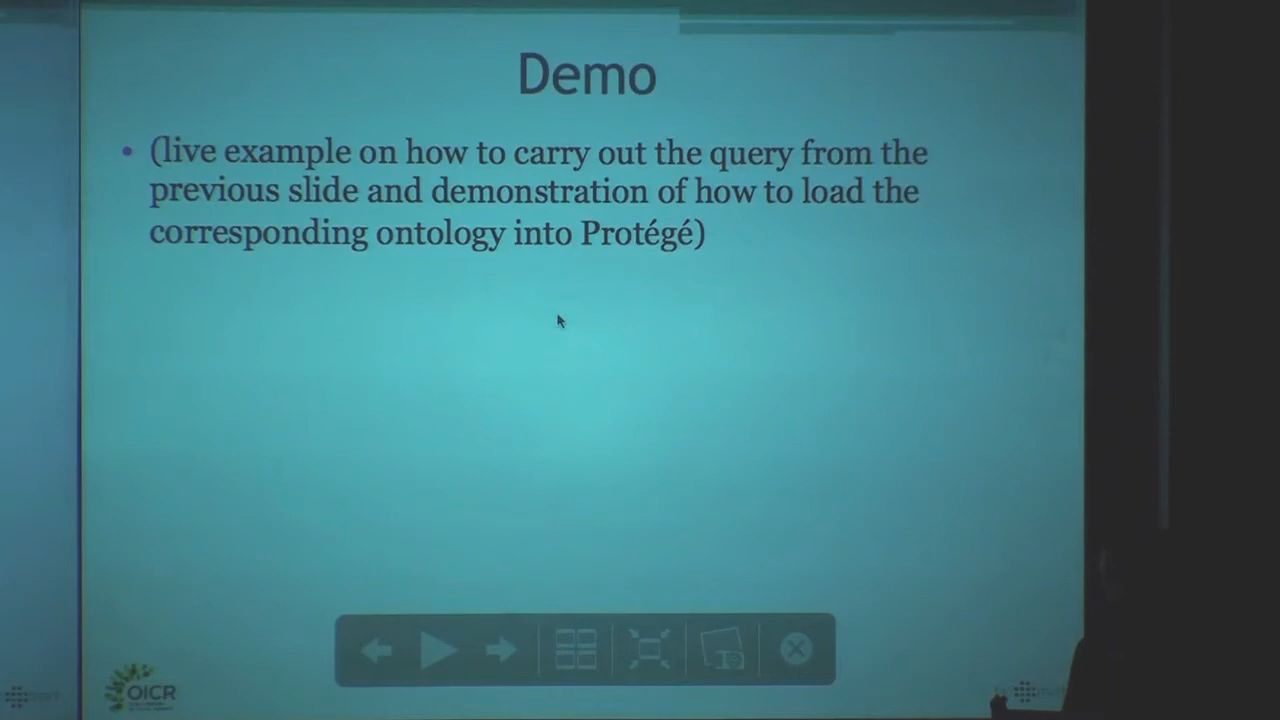 Demo
• (live example on how to carry out the query from the
previous slide and demonstration of how to load the
corresponding ontology into Protégé)
OICR